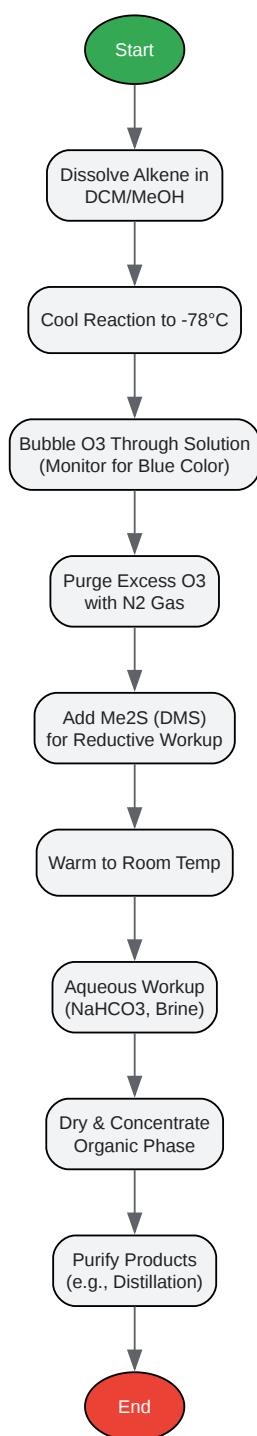 Start
Dissolve Alkene in
DCM/MeOH
Cool Reaction to -78°C
Bubble O3 Through Solution
(Monitor for Blue Color)
Purge Excess O3
with N2 Gas
Add Me2S (DMS)
for Reductive Workup
Warm to Room Temp
Aqueous Workup
(NaHCO3, Brine)
Dry & Concentrate
Organic Phase
Purify Products
(e.g., Distillation)
End